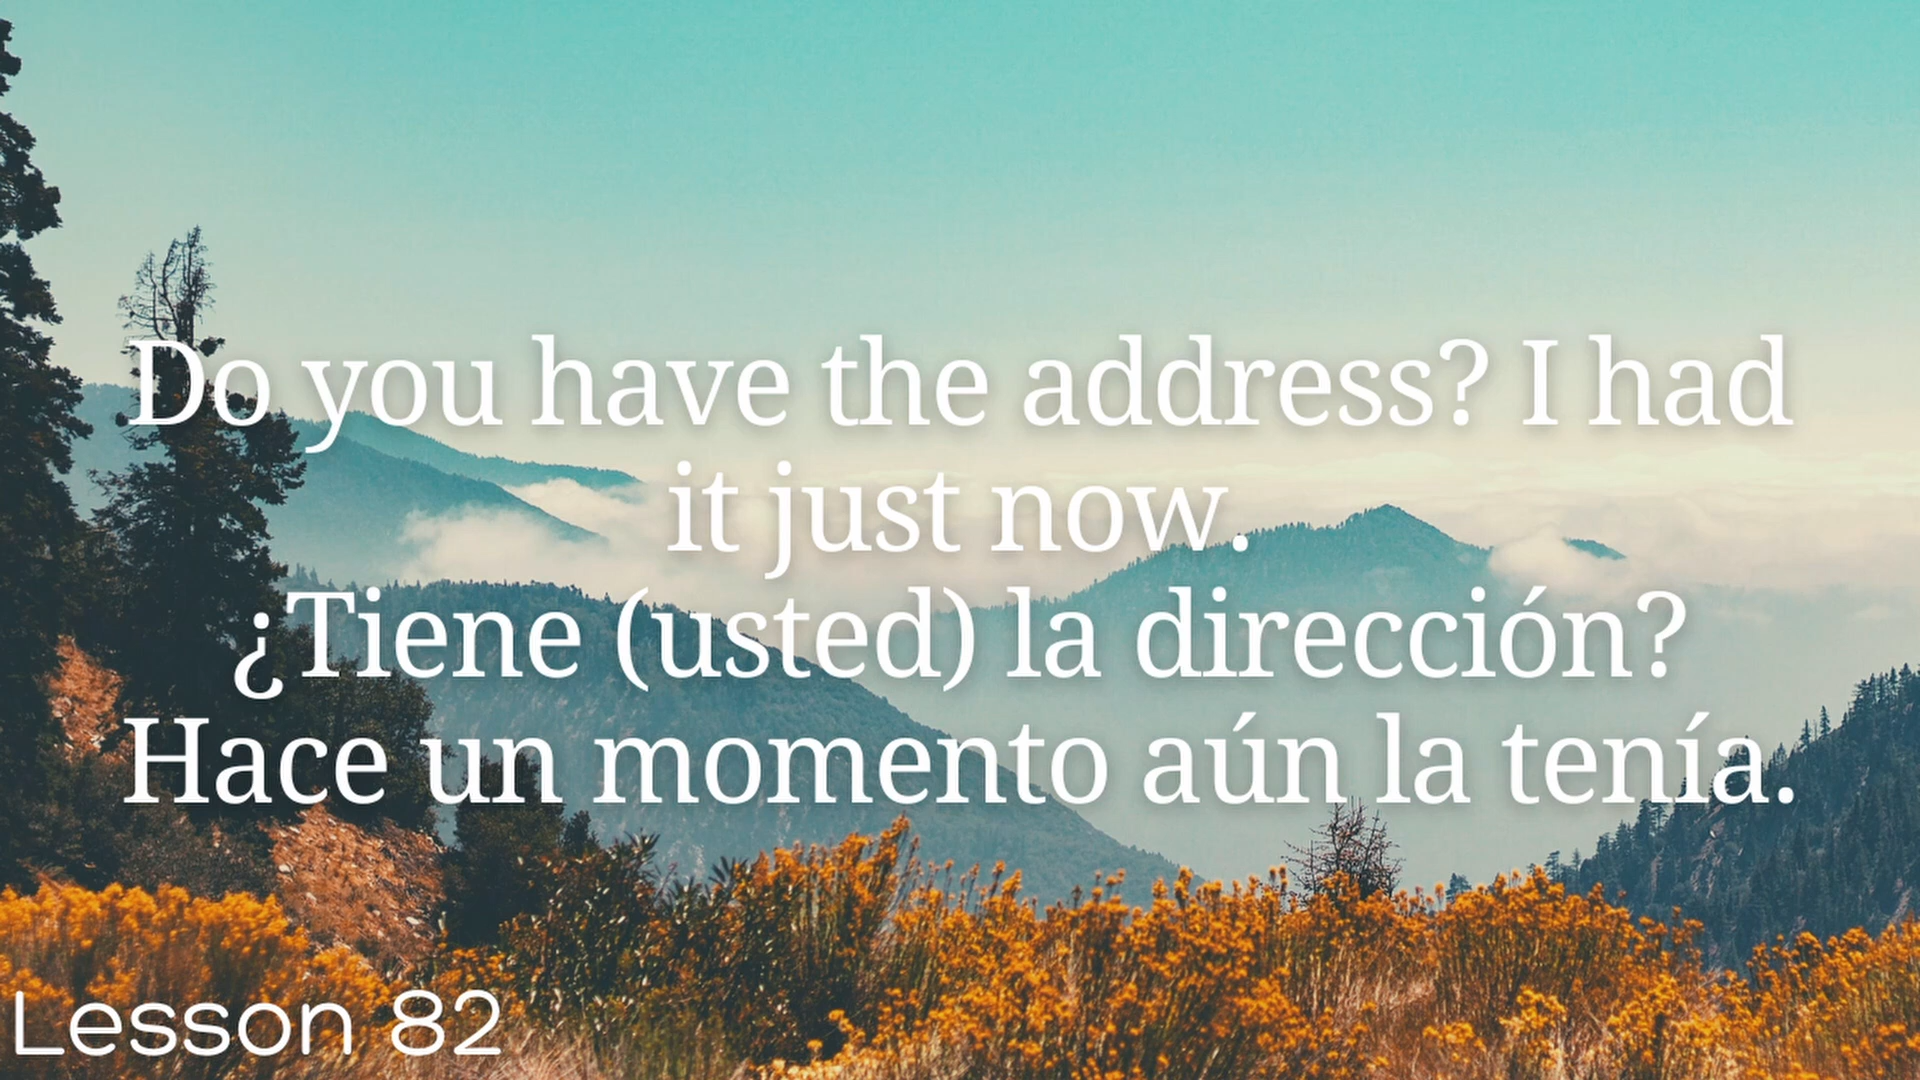 Do you have the address? I had
it just now.
¿Tiene (usted) la dirección?
Hace un momento aún la tenía.
Lesson 82